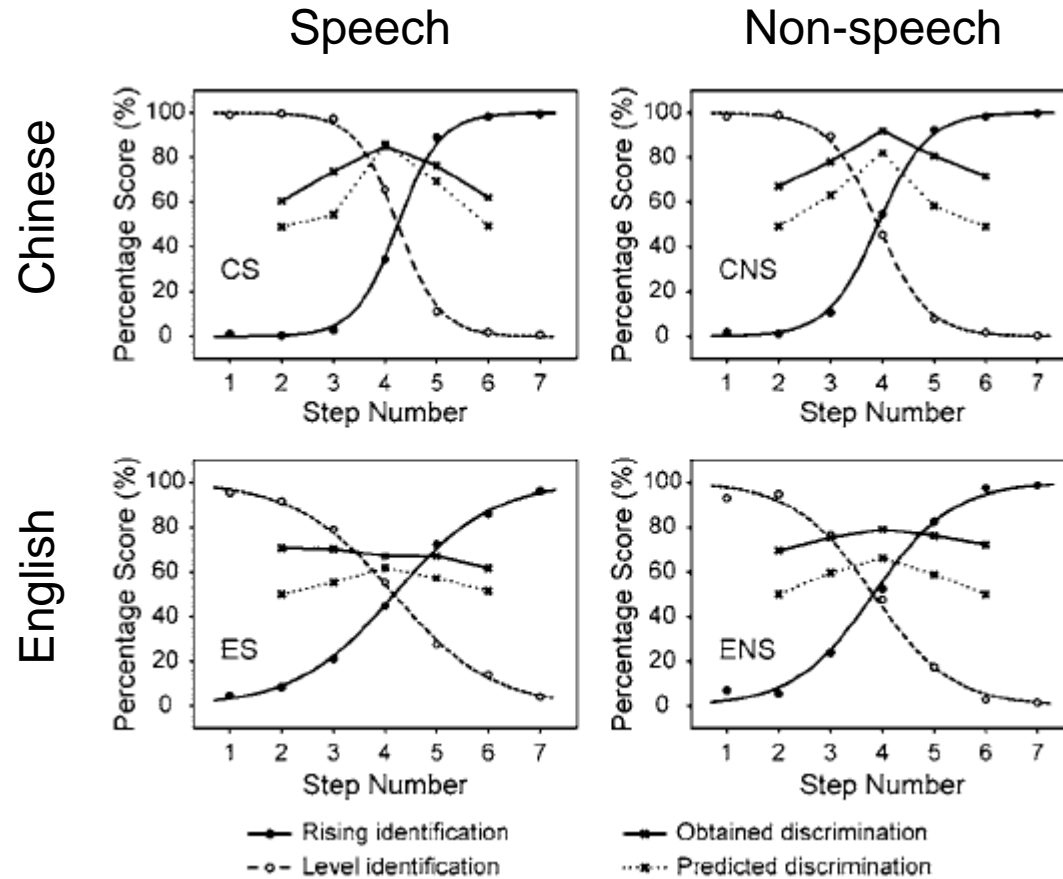 Speech Non-speech
Chinese
Percentage Score (%)
100
80
60
40
20
0
CS
1 2 3 4 5 6 7
Step Number
Percentage Score (%)
100
80
60
40
20
0
CNS
1 2 3 4 5 6 7
Step Number
English
Percentage Score (%)
100
80
60
40
20
0
ES
1 2 3 4 5 6 7
Step Number
Percentage Score (%)
100
80
60
40
20
0
ENS
1 2 3 4 5 6 7
Step Number
Rising identification Obtained discrimination
Level identification Predicted discrimination